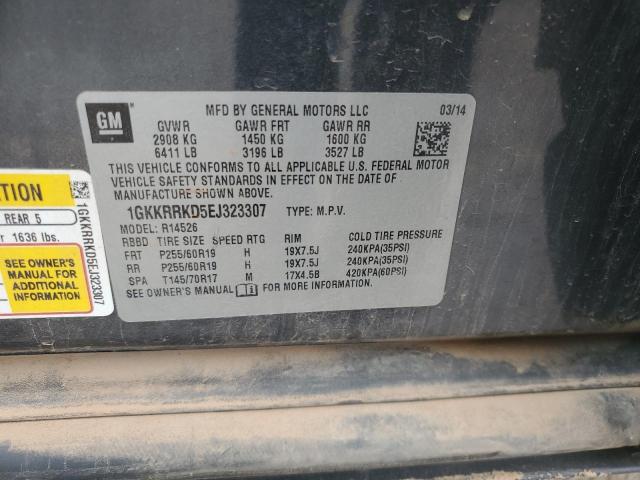 GM
MFD BY GENERAL MOTORS LLC 03/14
GVWR GAWR FRT GAWR RR
2908 KG 1450 KG 1600 KG
6411 LB 3196 LB 3527 LB
THIS VEHICLE CONFORMS TO ALL APPLICABLE U.S. FEDERAL MOTOR
VEHICLE SAFETY STANDARDS IN EFFECT ON THE DATE OF
MANUFACTURE SHOWN ABOVE.
1GKKRRKD5EJ323307 TYPE: M.P.V.
MODEL: R14526
RBBD TIRE SIZE SPEED RTG RIM COLD TIRE PRESSURE
FRT P255/60R19 H 19X7.5J 240KPA(35PSI)
RR P255/60R19 H 19X7.5J 240KPA(35PSI)
SPA T145/70R17 M 17X4.5B 420KPA(60PSI)
SEE OWNER'S MANUAL FOR MORE INFORMATION.
REAR 5
1636 lbs.
SEE OWNER'S
MANUAL FOR
ADDITIONAL
INFORMATION
1GKKRRKD5EJ323307